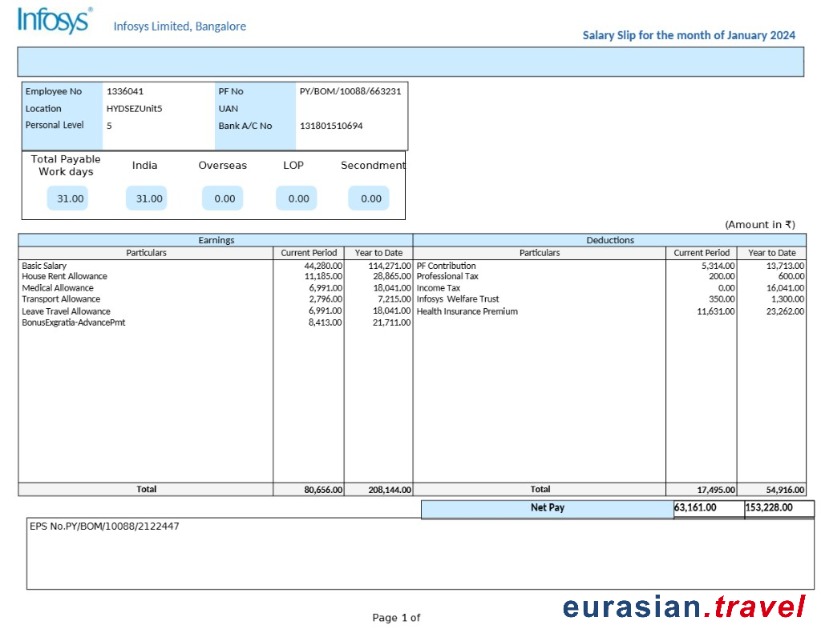 Infosys®
Infosys Limited, Bangalore
Salary Slip for the month of January 2024
Employee No 1336041 PF No PY/BOM/10088/663231
Location HYDSEZUnit5 UAN
Personal Level 5 Bank A/C No 131801510694
Total Payable Work days India Overseas LOP Secondment
31.00 31.00 0.00 0.00 0.00
(Amount in ₹)
Earnings Deductions
Particulars Current Period Year to Date Particulars Current Period Year to Date
Basic Salary 44,280.00 114,271.00 PF Contribution 5,314.00 13,713.00
House Rent Allowance 11,185.00 28,865.00 Professional Tax 200.00 600.00
Medical Allowance 6,991.00 18,041.00 Income Tax 0.00 16,041.00
Transport Allowance 2,796.00 7,215.00 Infosys Welfare Trust 350.00 1,300.00
Leave Travel Allowance 6,991.00 18,041.00 Health Insurance Premium 11,631.00 23,262.00
BonusExgratia-AdvancePmt 8,413.00 21,711.00
Total 80,656.00 208,144.00 Total 17,495.00 54,916.00
Net Pay 63,161.00 153,228.00
EPS No.PY/BOM/10088/2122447
Page 1 of
eurasian.travel